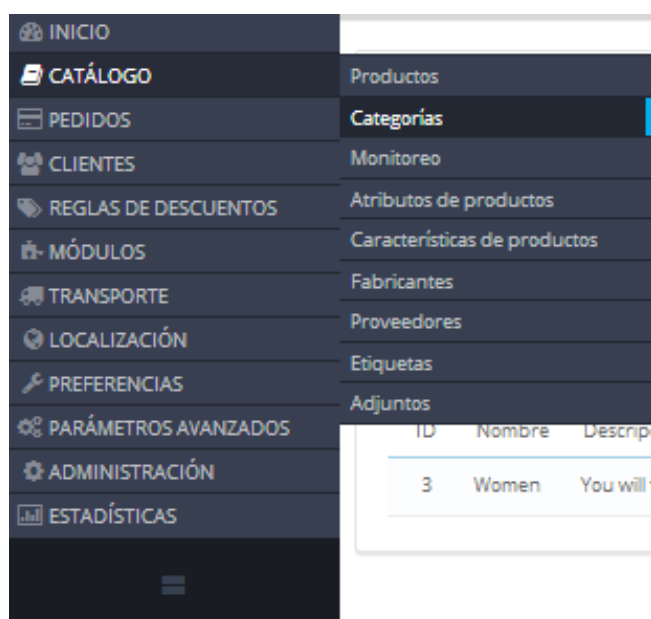 INICIO
CATÁLOGO
PEDIDOS
CLIENTES
REGLAS DE DESCUENTOS
MÓDULOS
TRANSPORTE
LOCALIZACIÓN
PREFERENCIAS
PARÁMETROS AVANZADOS
ADMINISTRACIÓN
ESTADÍSTICAS
Productos
Categorías
Monitoreo
Atributos de productos
Características de productos
Fabricantes
Proveedores
Etiquetas
Adjuntos
ID Nombre Descrip
3 Women You will